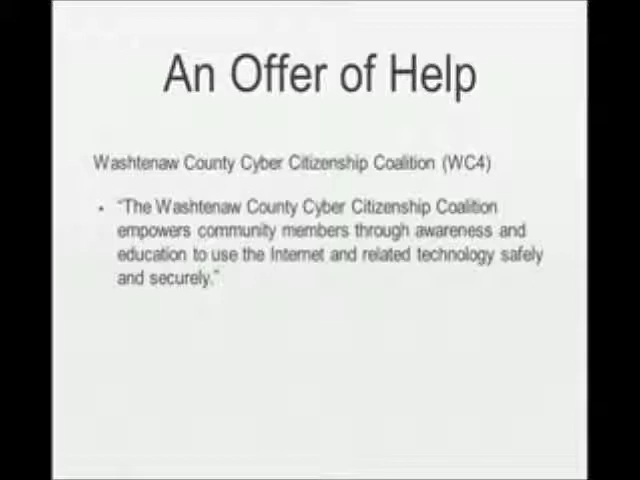 An Offer of Help
Washtenaw County Cyber Citizenship Coalition (WC4)
• “The Washtenaw County Cyber Citizenship Coalition
empowers community members through awareness and
education to use the Internet and related technology safely
and securely.”